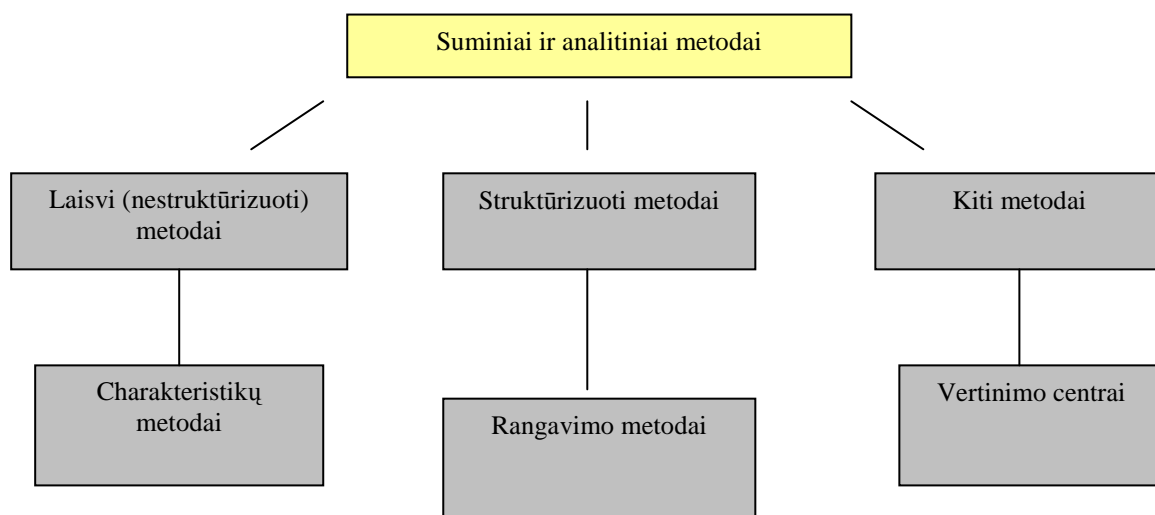 Suminiai ir analitiniai metodai
Laisvi (nestruktūrizuoti)
metodai
Struktūrizuoti metodai
Kiti metodai
Charakteristikų
metodai
Rangavimo metodai
Vertinimo centrai